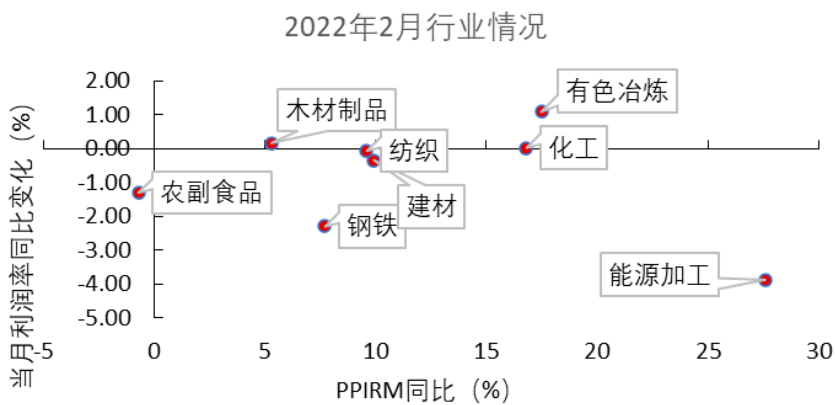 2022年2月行业情况
当月利润率同比变化（%）
2.00
1.00
0.00
-1.00
-2.00
-3.00
-4.00
-5.00
有色冶炼
木材制品
纺织
化工
农副食品
建材
钢铁
能源加工
-5 0 5 10 15 20 25 30
PPIRM同比（%）